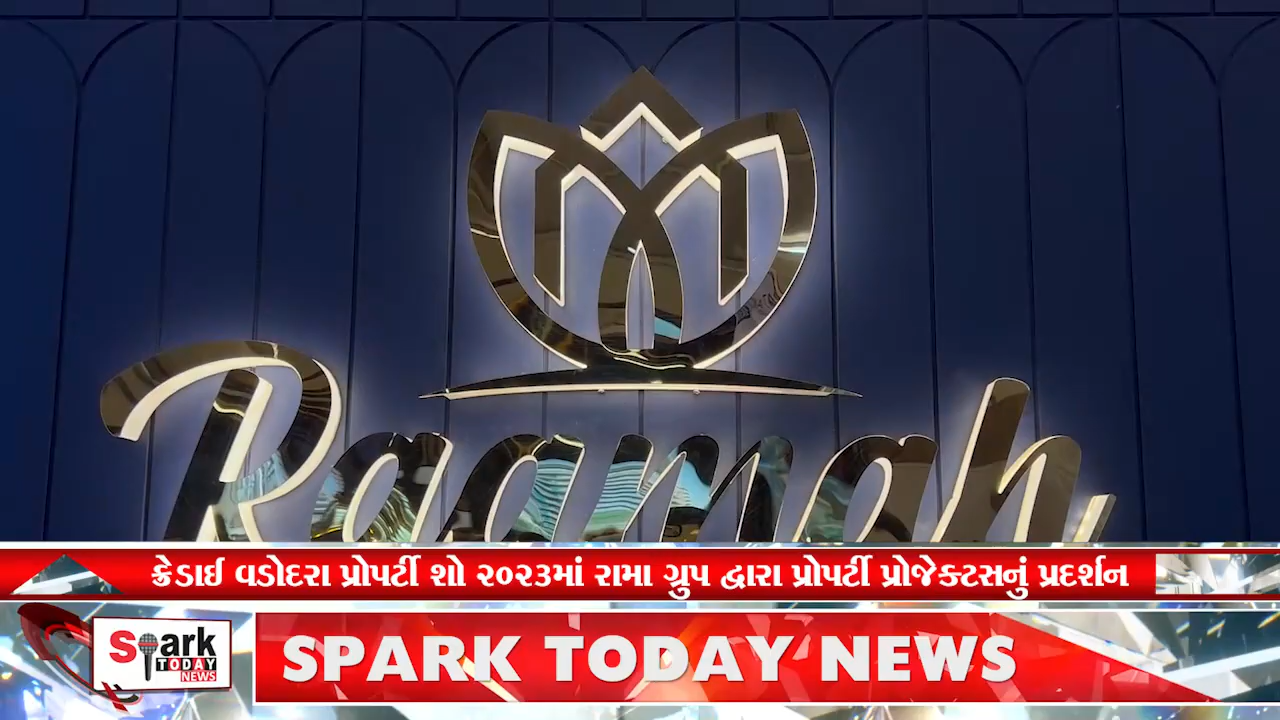 Raamah
ક્રેડાઈ વડોદરા પ્રોપર્ટી શો ૨૦૨૩માં રામા ગ્રુપ દ્વારા પ્રોપર્ટી પ્રોજેક્ટસનું પ્રદર્શન
Spark
TODAY
NEWS
SPARK TODAY NEWS